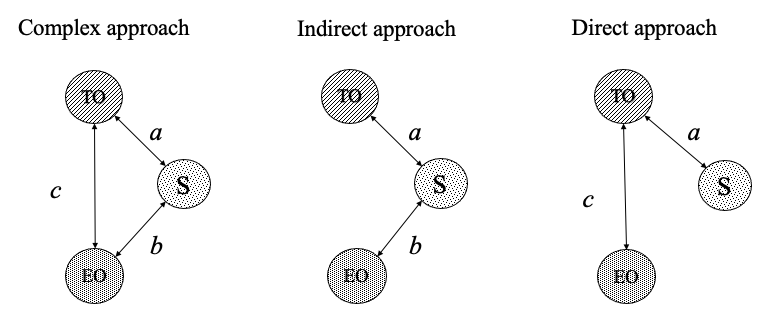 Complex approach
Indirect approach
Direct approach
TO
a
S
c
b
EO
TO
a
S
b
EO
TO
a
S
c
EO